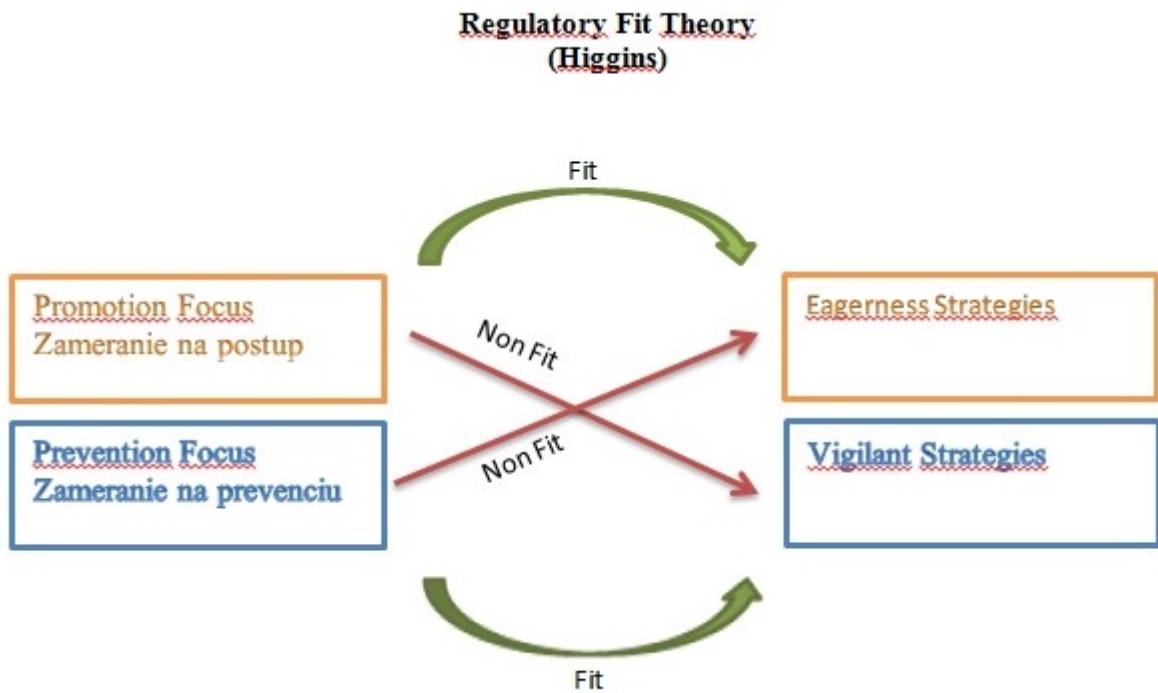 Regulatory Fit Theory
(Higgins)
Fit
Promotion Focus
Zameranie na postup
Non Fit
Eagerness Strategies
Prevention Focus
Zameranie na prevenciu
Non Fit
Vigilant Strategies
Fit